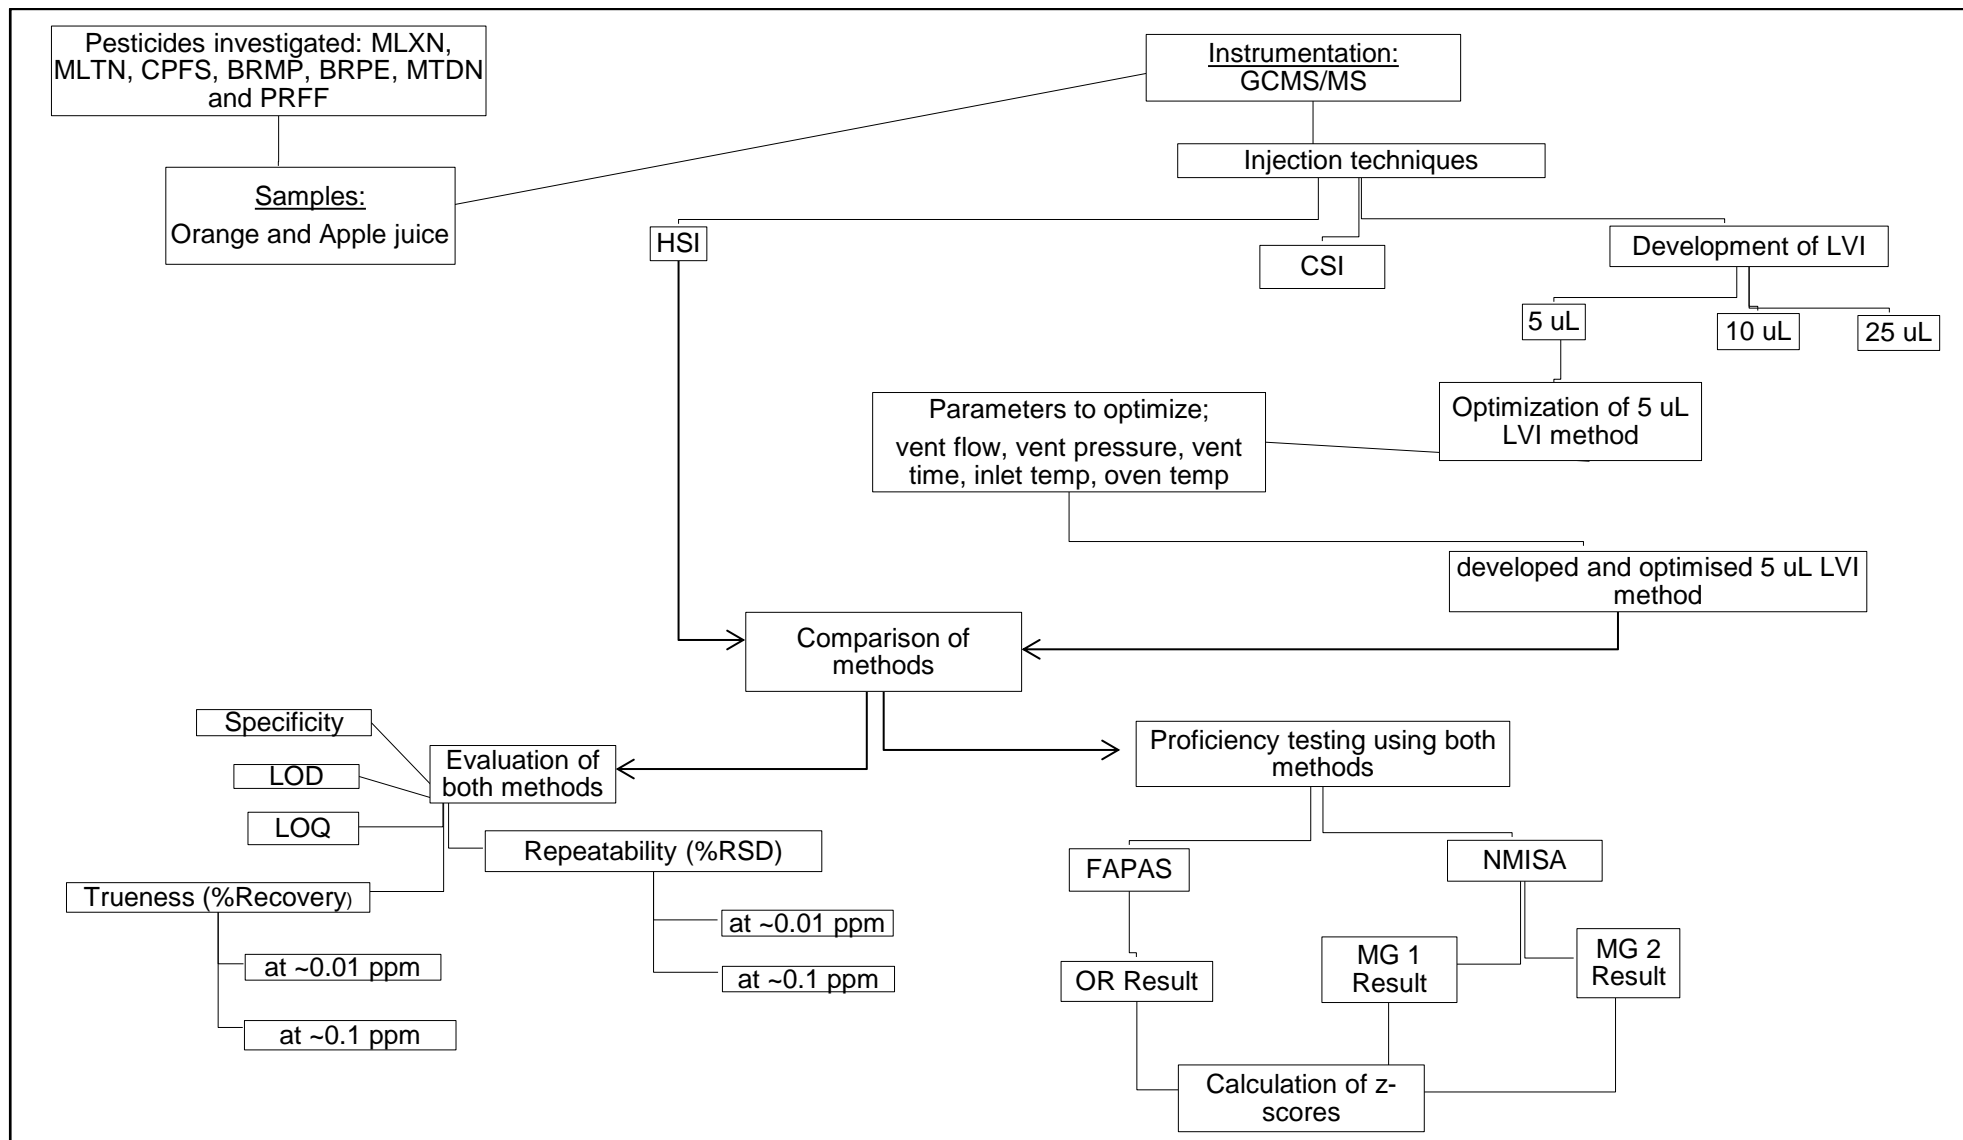 Pesticides investigated: MLXN,
MLTN, CPFS, BRMP, BRPE, MTDN
and PRFF
Instrumentation:
GCMS/MS
Injection techniques
Samples:
Orange and Apple juice
HSI
CSI
Development of LVI
5 uL
10 uL
25 uL
Parameters to optimize;
vent flow, vent pressure, vent
time, inlet temp, oven temp
Optimization of 5 uL
LVI method
developed and optimised 5 uL LVI
method
Comparison of
methods
Specificity
LOD
LOQ
Evaluation of
both methods
Proficiency testing using both
methods
Repeatability (%RSD)
Trueness (%Recovery)
at ~0.01 ppm
at ~0.1 ppm
at ~0.01 ppm
at ~0.1 ppm
FAPAS
NMISA
OR Result
MG 1
Result
MG 2
Result
Calculation of z-
scores